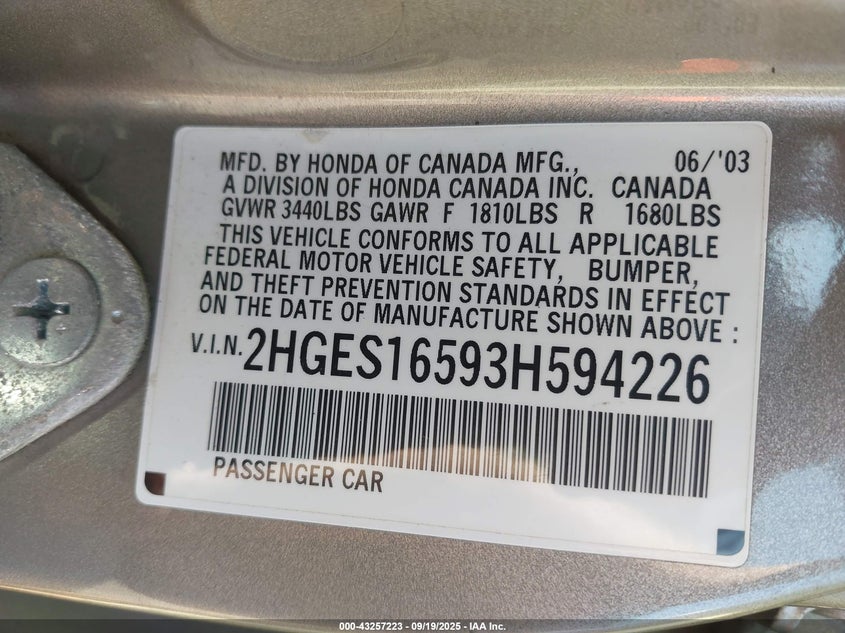 MFD. BY HONDA OF CANADA MFG., 06/'03
A DIVISION OF HONDA CANADA INC. CANADA
GVWR 3440LBS GAWR F 1810LBS R 1680LBS
THIS VEHICLE CONFORMS TO ALL APPLICABLE
FEDERAL MOTOR VEHICLE SAFETY, BUMPER,
AND THEFT PREVENTION STANDARDS IN EFFECT
ON THE DATE OF MANUFACTURE SHOWN ABOVE :
V.I.N. 2HGES16593H594226
PASSENGER CAR
000-43257223 | 09/19/2025 | IAA Inc.